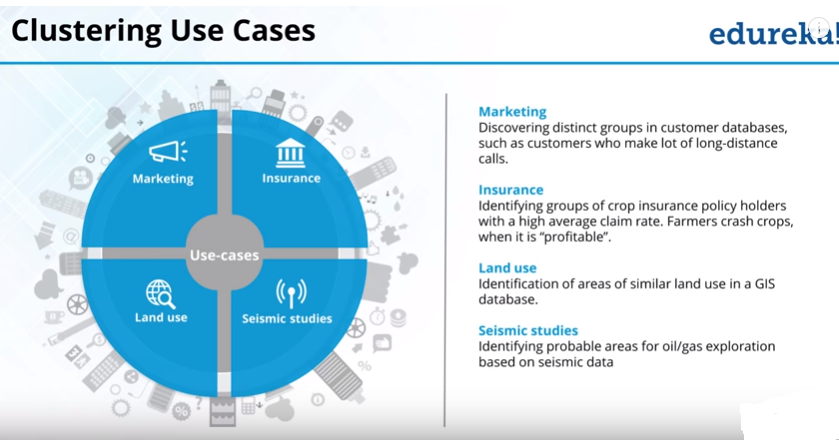 Clustering Use Cases
edureka!
Marketing
Insurance
Use-cases
Land use
Seismic studies
Marketing
Discovering distinct groups in customer databases,
such as customers who make lot of long-distance
calls.
Insurance
Identifying groups of crop insurance policy holders
with a high average claim rate. Farmers crash crops,
when it is “profitable”.
Land use
Identification of areas of similar land use in a GIS
database.
Seismic studies
Identifying probable areas for oil/gas exploration
based on seismic data